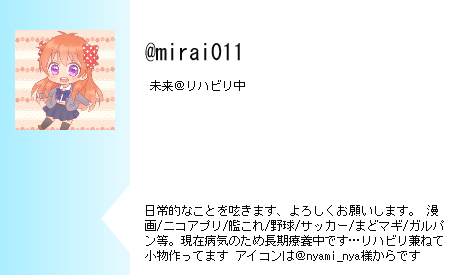 @mirai011
未来@リハビリ中
日常的なことを呟きます、よろしくお願いします。 漫
画/ニコアプリ/艦これ/野球/サッカー/まどマギ/ガルパ
ン等。現在病気のため長期療養中です…リハビリ兼ねて
小物作ってます アイコンは@nyami_nya様からです